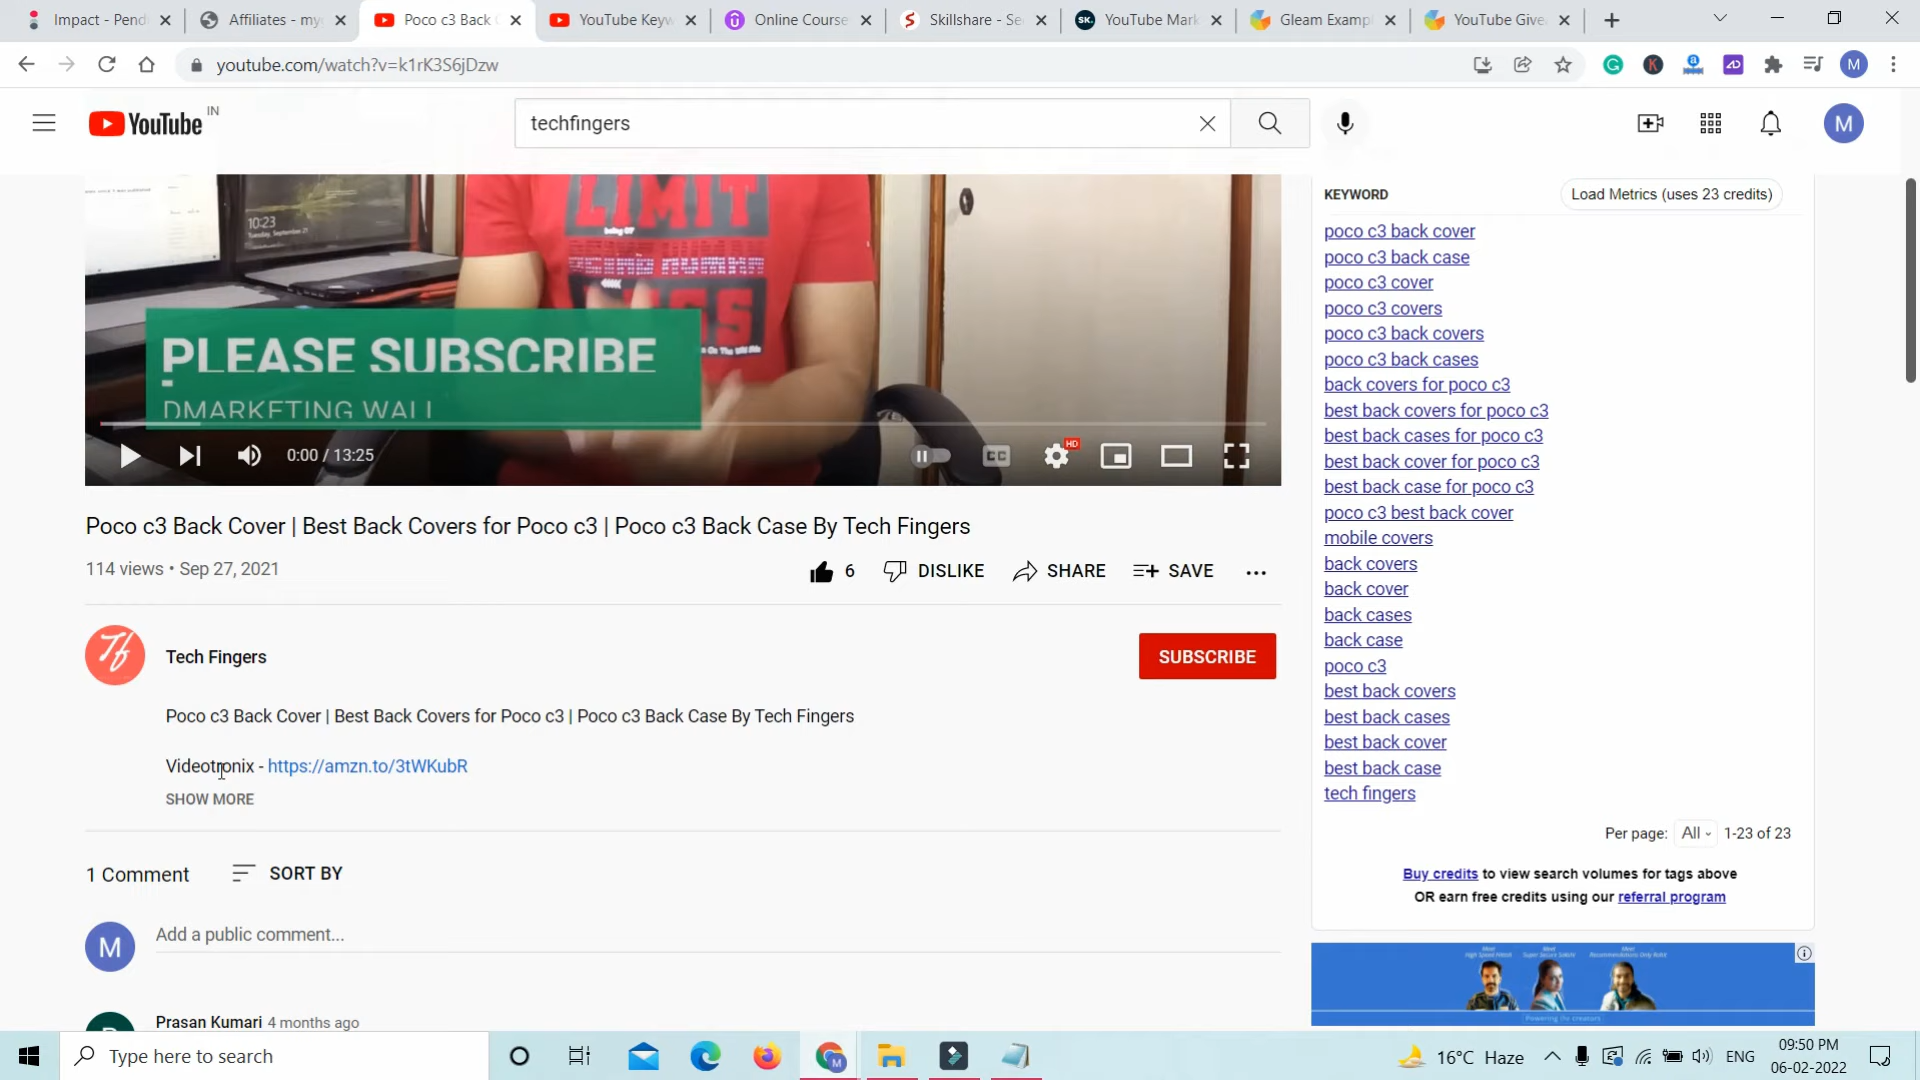 Impact - Pend
Affiliates - my
Poco c3 Back
YouTube Keyw
Online Course
Skillshare - Se
YouTube Mark
Gleam Exampl
YouTube Give
youtube.com/watch?v=k1rK3S6jDzw
YouTube IN
techfingers
M
KEYWORD
Load Metrics (uses 23 credits)
poco c3 back cover
poco c3 back case
poco c3 cover
poco c3 covers
poco c3 back covers
poco c3 back cases
back covers for poco c3
best back covers for poco c3
best back cases for poco c3
best back cover for poco c3
best back case for poco c3
poco c3 best back cover
mobile covers
back covers
back cover
back cases
back case
poco c3
best back covers
best back cases
best back cover
best back case
tech fingers
Per page: All 1-23 of 23
Buy credits to view search volumes for tags above
OR earn free credits using our referral program
10:23
LIMIT
PLEASE SUBSCRIBE
DMARKETING WALL
0:00 / 13:25
CC
HD
Poco c3 Back Cover | Best Back Covers for Poco c3 | Poco c3 Back Case By Tech Fingers
114 views • Sep 27, 2021
6 DISLIKE SHARE SAVE
Tf
Tech Fingers
SUBSCRIBE
Poco c3 Back Cover | Best Back Covers for Poco c3 | Poco c3 Back Case By Tech Fingers
Videotronix - https://amzn.to/3tWKubR
SHOW MORE
1 Comment SORT BY
M
Add a public comment...
Prasan Kumari 4 months ago
Type here to search
16°C Haze
ENG
09:50 PM
06-02-2022